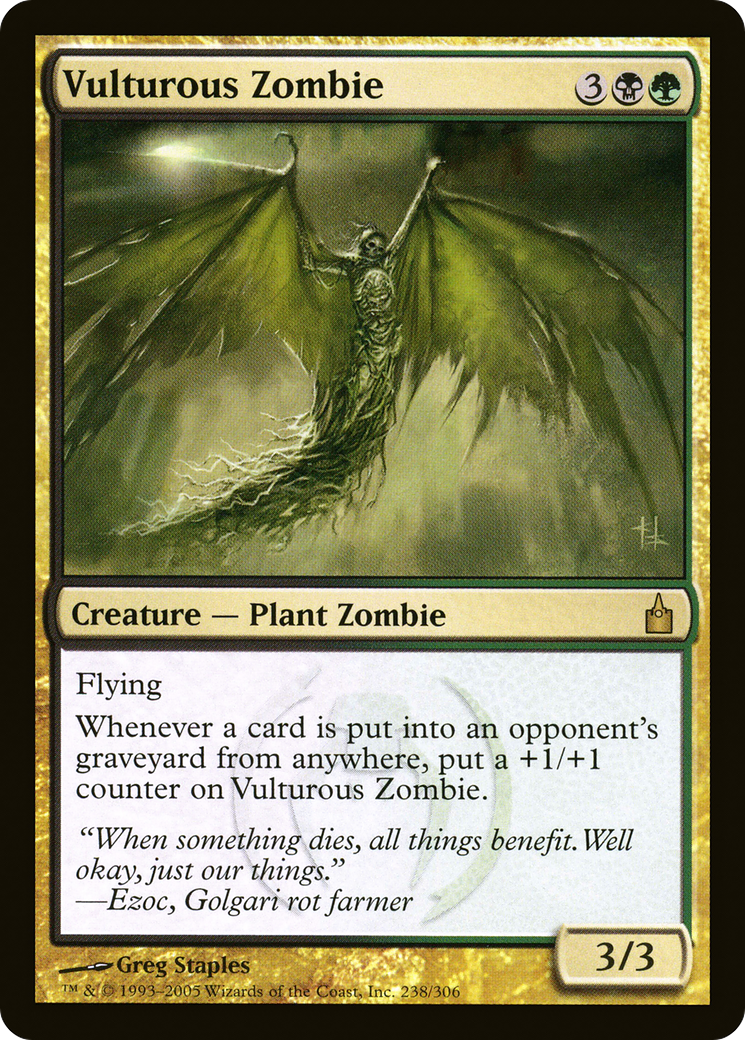 Vulturous Zombie 3
Creature — Plant Zombie
Flying
Whenever a card is put into an opponent's
graveyard from anywhere, put a +1/+1
counter on Vulturous Zombie.
“When something dies, all things benefit. Well
okay, just our things.”
—Ezoc, Golgari rot farmer
3/3
Greg Staples
™ & © 1993–2005 Wizards of the Coast, Inc. 238/306